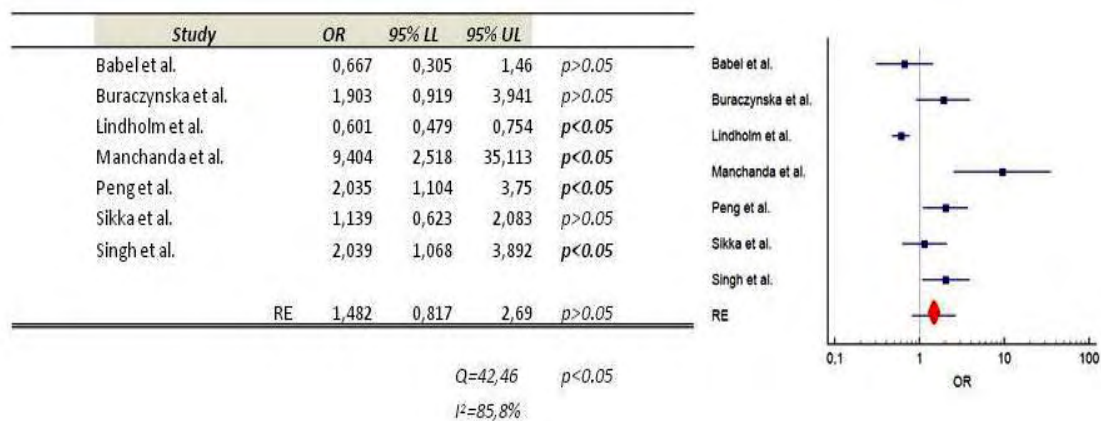 Study OR 95% LL 95% UL
Babel et al. 0,667 0,305 1,46 p>0.05
Buraczynska et al. 1,903 0,919 3,941 p>0.05
Lindholm et al. 0,601 0,479 0,754 p<0.05
Manchanda et al. 9,404 2,518 35,113 p<0.05
Peng et al. 2,035 1,104 3,75 p<0.05
Sikka et al. 1,139 0,623 2,083 p>0.05
Singh et al. 2,039 1,068 3,892 p<0.05
RE 1,482 0,817 2,69 p>0.05
Q=42,46 p<0.05
I²=85,8%
Babel et al.
Buraczynska et al.
Lindholm et al.
Manchanda et al.
Peng et al.
Sikka et al.
Singh et al.
RE
0,1 1 10 100
OR